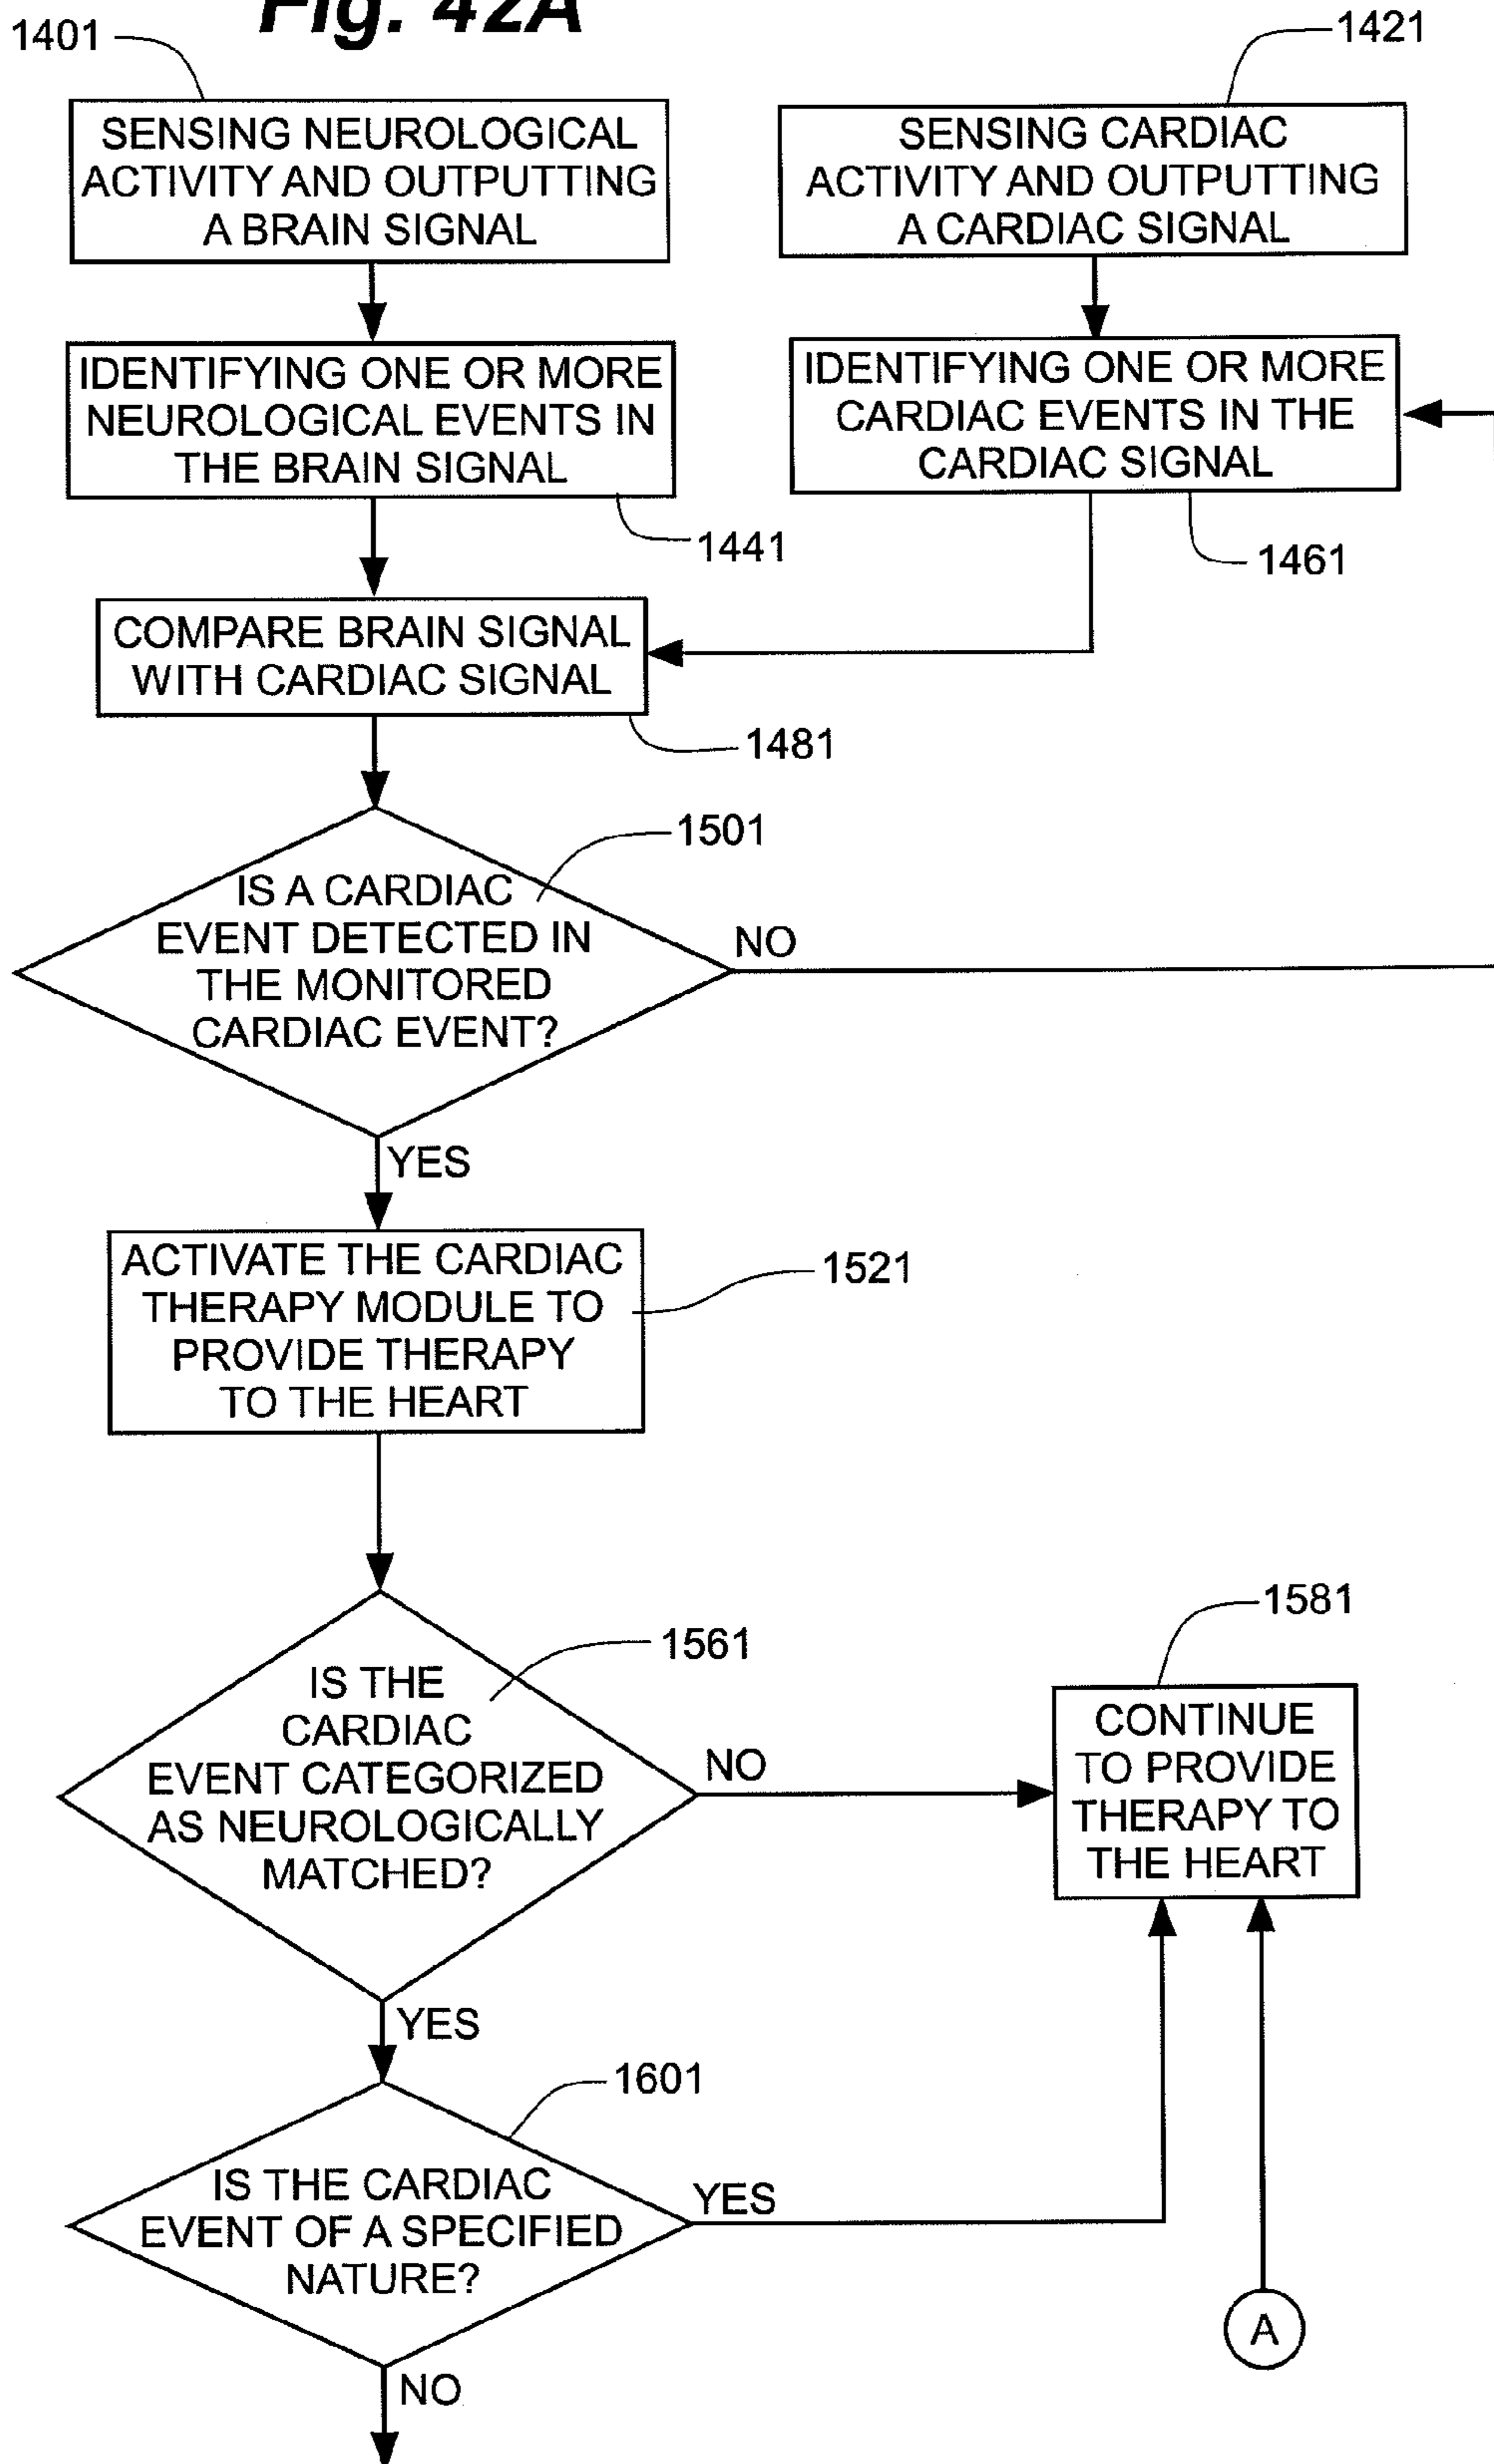 Fig. 42A
1401
1421
SENSING NEUROLOGICAL
ACTIVITY AND OUTPUTTING
A BRAIN SIGNAL
SENSING CARDIAC
ACTIVITY AND OUTPUTTING
A CARDIAC SIGNAL
IDENTIFYING ONE OR MORE
NEUROLOGICAL EVENTS IN
THE BRAIN SIGNAL
1441
IDENTIFYING ONE OR MORE
CARDIAC EVENTS IN THE
CARDIAC SIGNAL
1461
COMPARE BRAIN SIGNAL
WITH CARDIAC SIGNAL
1481
1501
IS A CARDIAC
EVENT DETECTED IN
THE MONITORED
CARDIAC EVENT?
NO
YES
ACTIVATE THE CARDIAC
THERAPY MODULE TO
PROVIDE THERAPY
TO THE HEART
1521
1561
IS THE
CARDIAC
EVENT CATEGORIZED
AS NEUROLOGICALLY
MATCHED?
NO
1581
CONTINUE
TO PROVIDE
THERAPY TO
THE HEART
YES
1601
IS THE CARDIAC
EVENT OF A SPECIFIED
NATURE?
YES
A
NO